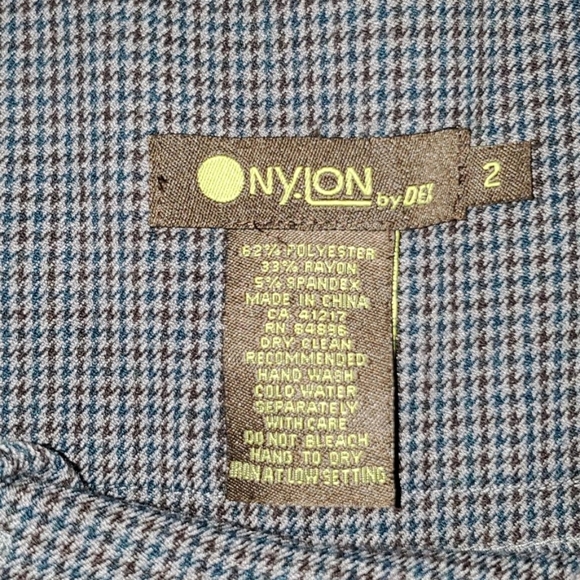 NY.LON by DEX
2
62% POLYESTER
33% RAYON
5% SPANDEX
MADE IN CHINA
CA 41217
RN 84896
DRY CLEAN
RECOMMENDED
HAND WASH
COLD WATER
SEPARATELY
WITH CARE
DO NOT BLEACH
HANG TO DRY
IRON AT LOW SETTING